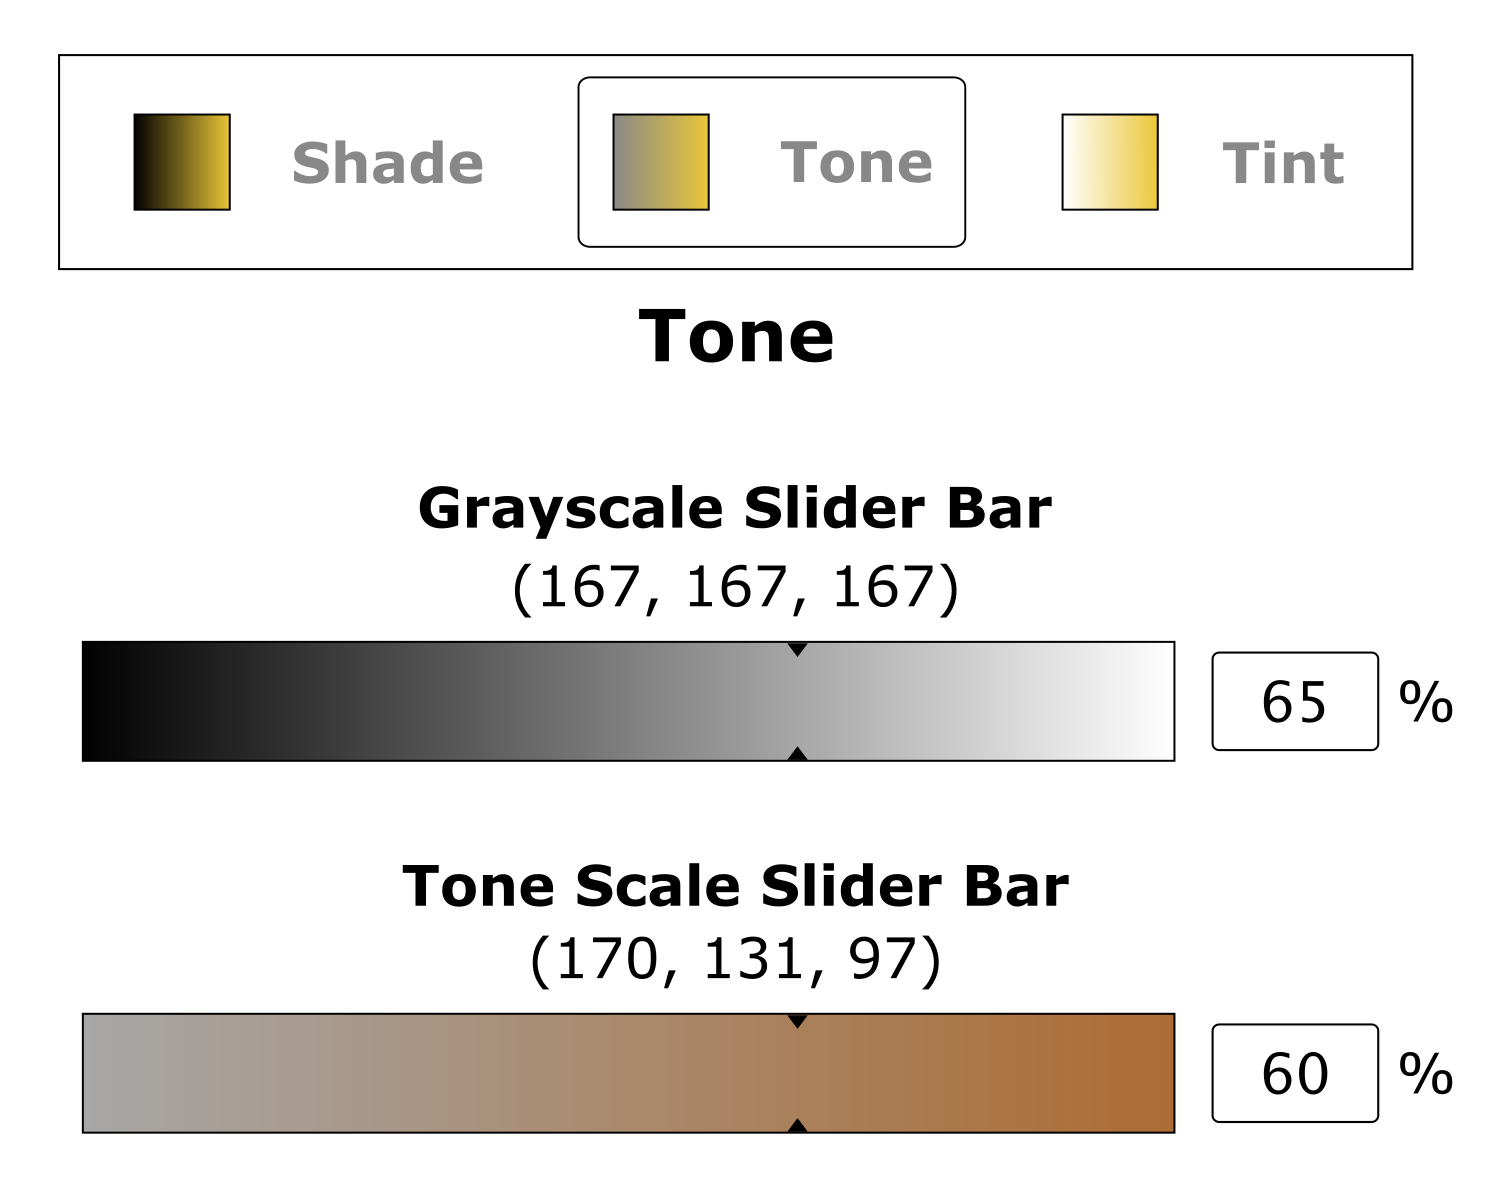 Shade Tone Tint
Tone
Grayscale Slider Bar
(167, 167, 167)
65 %
Tone Scale Slider Bar
(170, 131, 97)
60 %